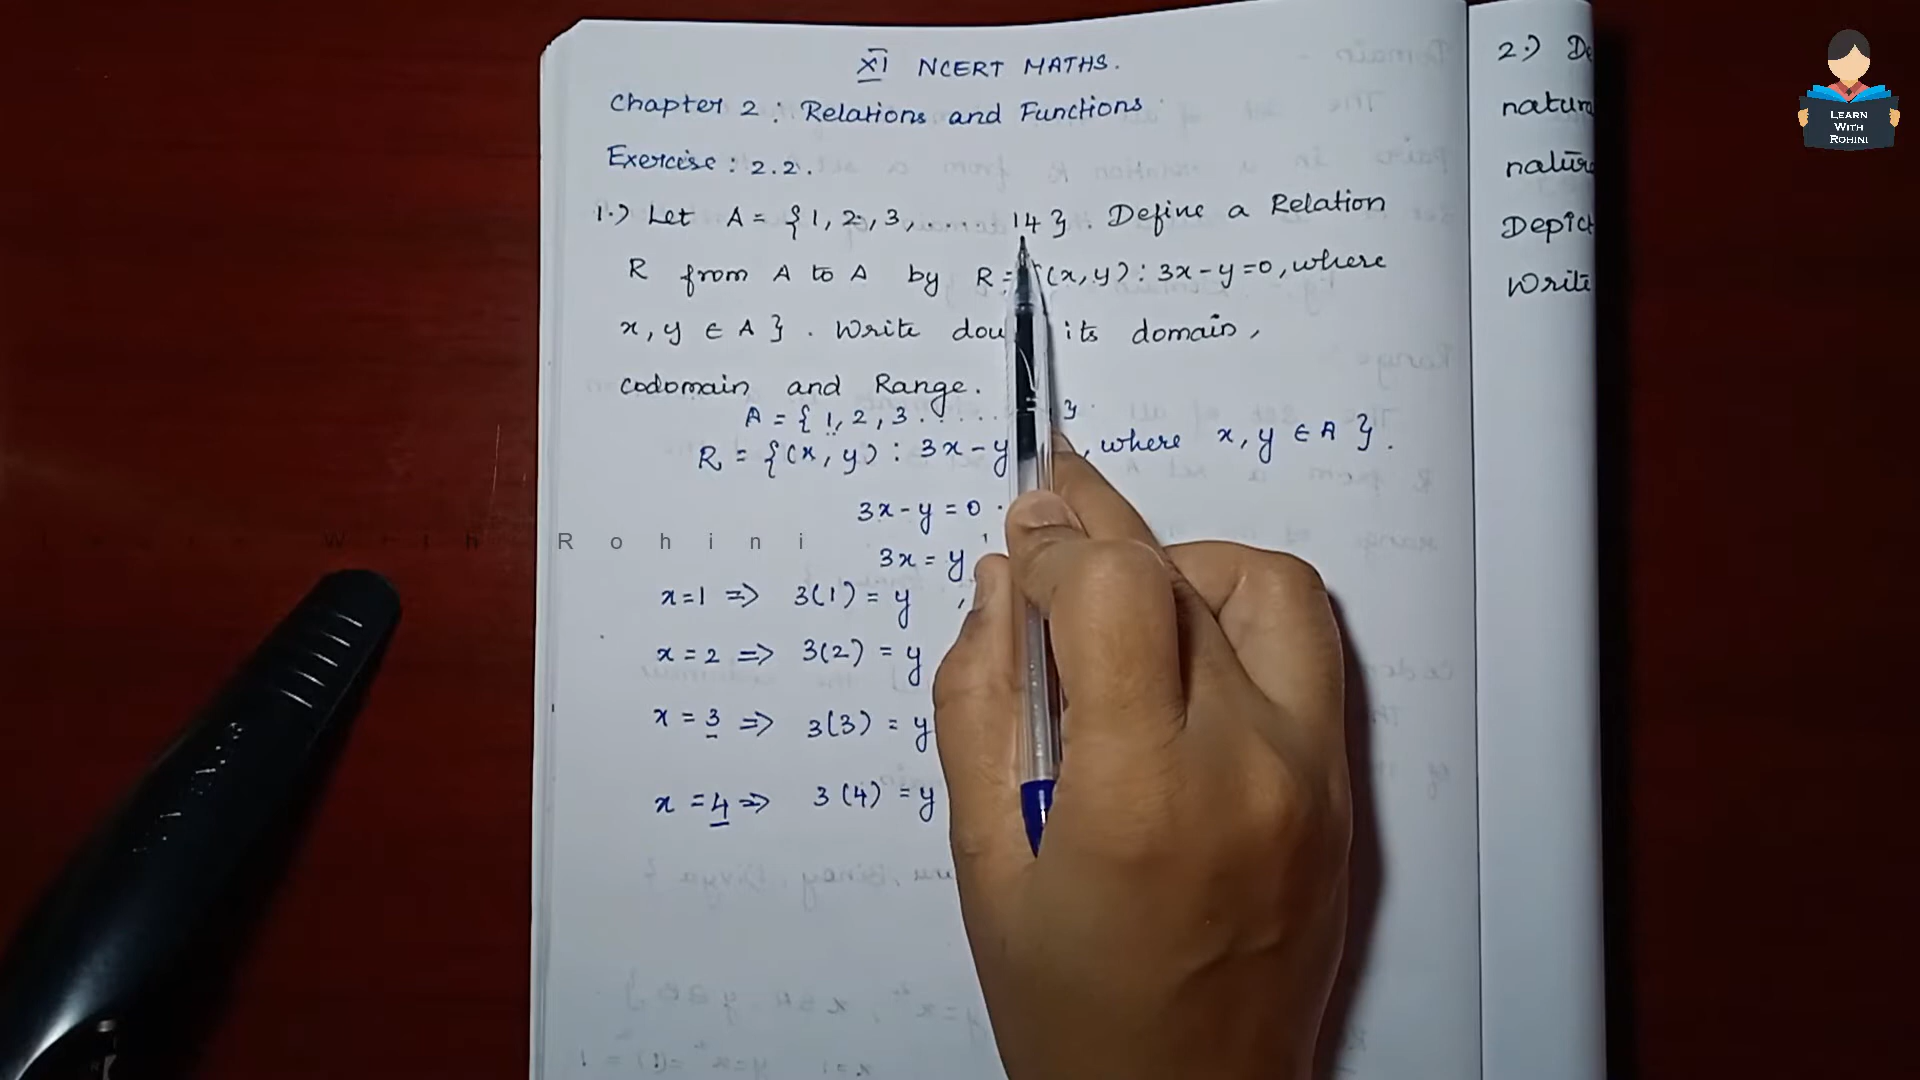 XI NCERT MATHS.
Chapter 2 : Relations and Functions
Exercise : 2.2.
1.) Let A = {1, 2, 3, ..... 14}. Define a Relation
R from A to A by R = (x, y) : 3x - y = 0, where
x, y ∈ A }. Write its domain,
codomain and Range.
A = { 1, 2, 3 ..... }
R = {(x, y) : 3x - y , where x, y ∈ A }.
3x - y = 0
3x = y
x = 1 => 3(1) = y
x = 2 => 3(2) = y
x = 3 => 3(3) = y
x = 4 => 3(4) = y
2.)
Depict
Write
LEARN
WITH
ROHINI
With Rohini